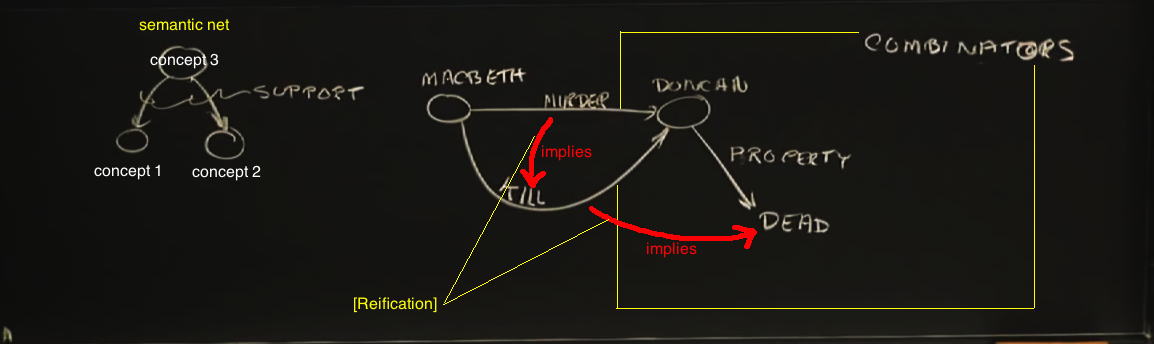 semantic net
concept 3
SUPPORT
concept 1
concept 2
MACBETH
MURDER
DUNCAN
COMBINATORS
implies
KILL
PROPERTY
DEAD
implies
[Reification]